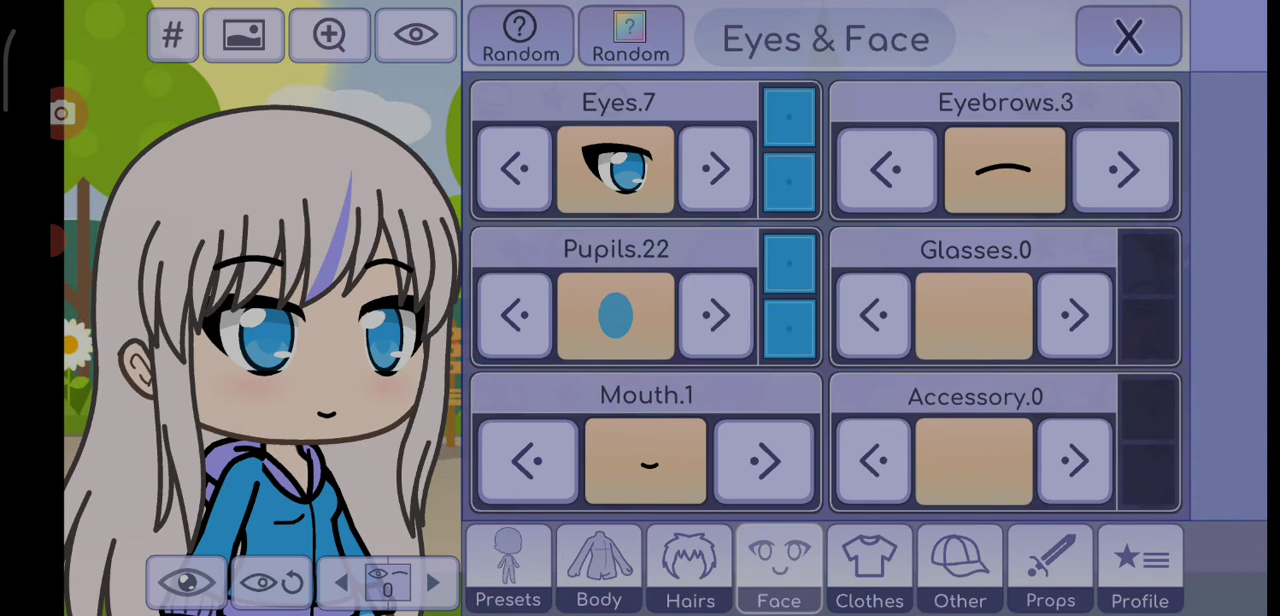 #
? ?
Random Random Eyes & Face X
Eyes.7 Eyebrows.3
Pupils.22 Glasses.0
Mouth.1 Accessory.0
0
Presets Body Hairs Face Clothes Other Props Profile